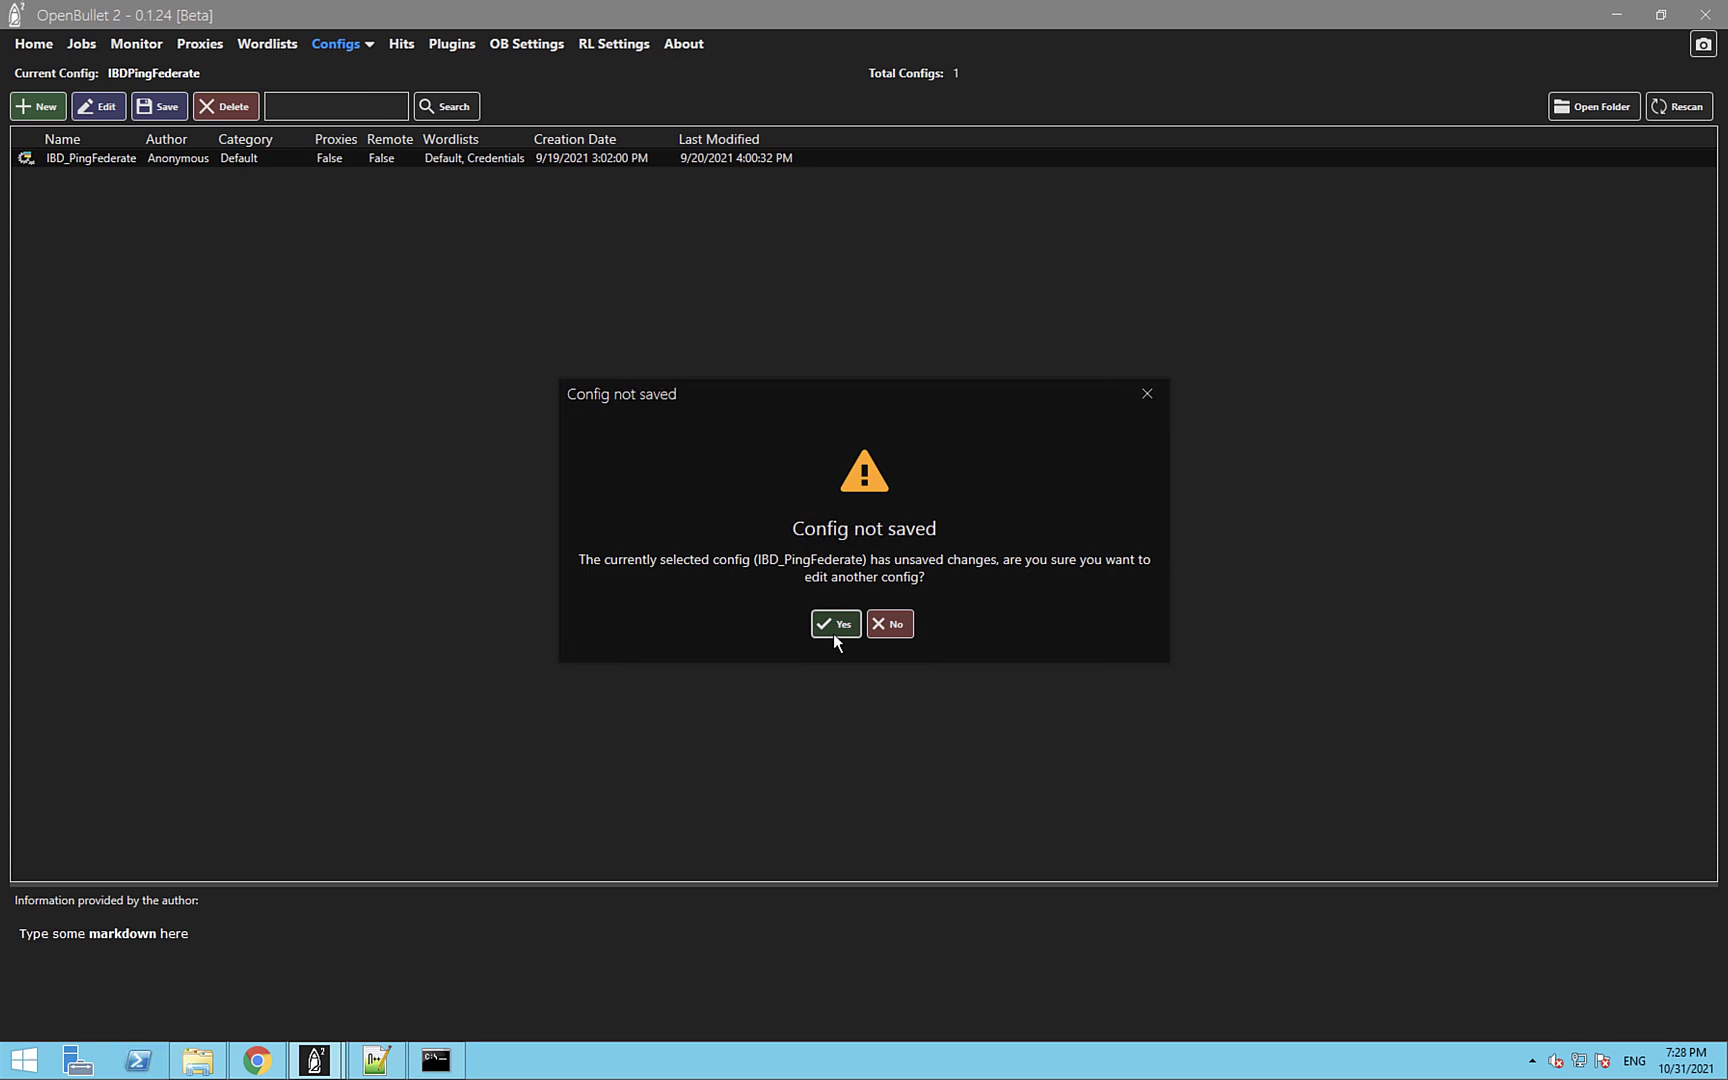 OpenBullet 2 - 0.1.24 [Beta]
Home Jobs Monitor Proxies Wordlists Configs Hits Plugins OB Settings RL Settings About
Current Config: IBDPingFederate Total Configs: 1
New Edit Save Delete Search Open Folder Rescan
Name Author Category Proxies Remote Wordlists Creation Date Last Modified
IBD_PingFederate Anonymous Default False False Default, Credentials 9/19/2021 3:02:00 PM 9/20/2021 4:00:32 PM
Config not saved
Config not saved
The currently selected config (IBD_PingFederate) has unsaved changes, are you sure you want to
edit another config?
Yes No
Information provided by the author:
Type some markdown here
ENG 7:28 PM
10/31/2021